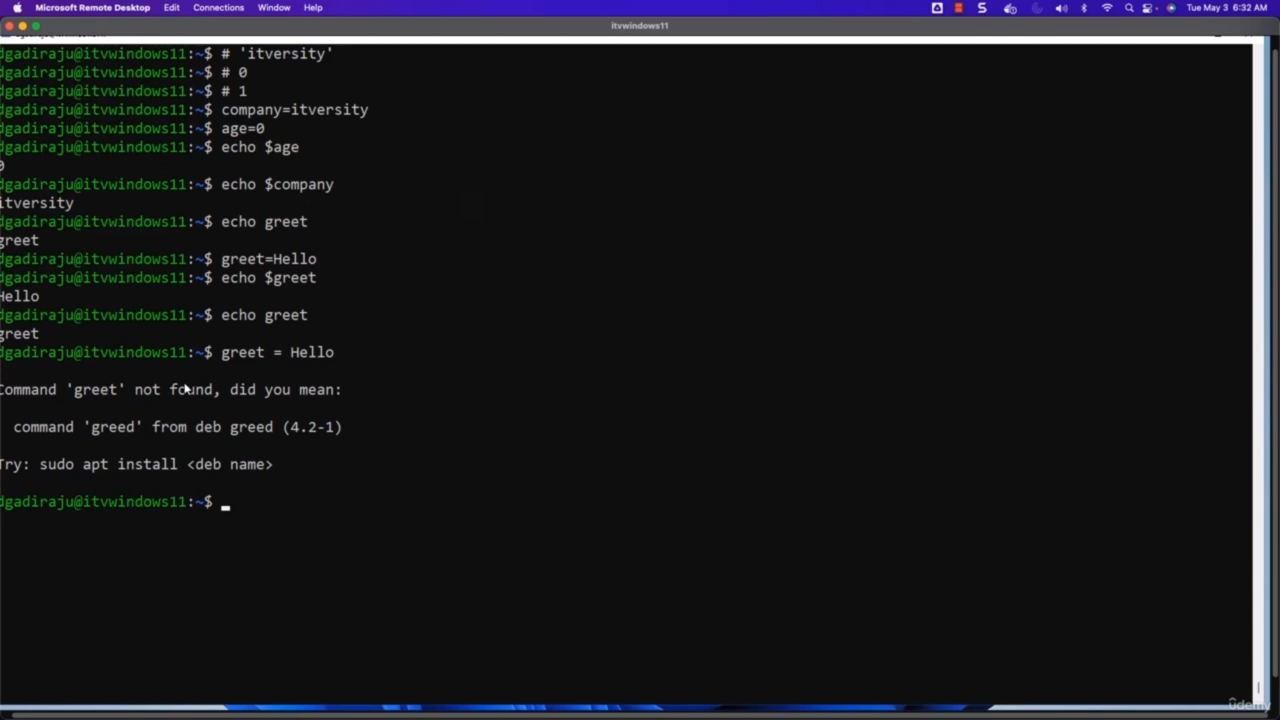 Microsoft Remote Desktop Edit Connections Window Help Tue May 3 6:32 AM
itvwindows11
dgadiraju@itvwindows11:~$ # 'itversity'
dgadiraju@itvwindows11:~$ # 0
dgadiraju@itvwindows11:~$ # 1
dgadiraju@itvwindows11:~$ company=itversity
dgadiraju@itvwindows11:~$ age=0
dgadiraju@itvwindows11:~$ echo $age
0
dgadiraju@itvwindows11:~$ echo $company
itversity
dgadiraju@itvwindows11:~$ echo greet
greet
dgadiraju@itvwindows11:~$ greet=Hello
dgadiraju@itvwindows11:~$ echo $greet
Hello
dgadiraju@itvwindows11:~$ echo greet
greet
dgadiraju@itvwindows11:~$ greet = Hello
Command 'greet' not found, did you mean:
command 'greed' from deb greed (4.2-1)
Try: sudo apt install <deb name>
dgadiraju@itvwindows11:~$
ûdemy